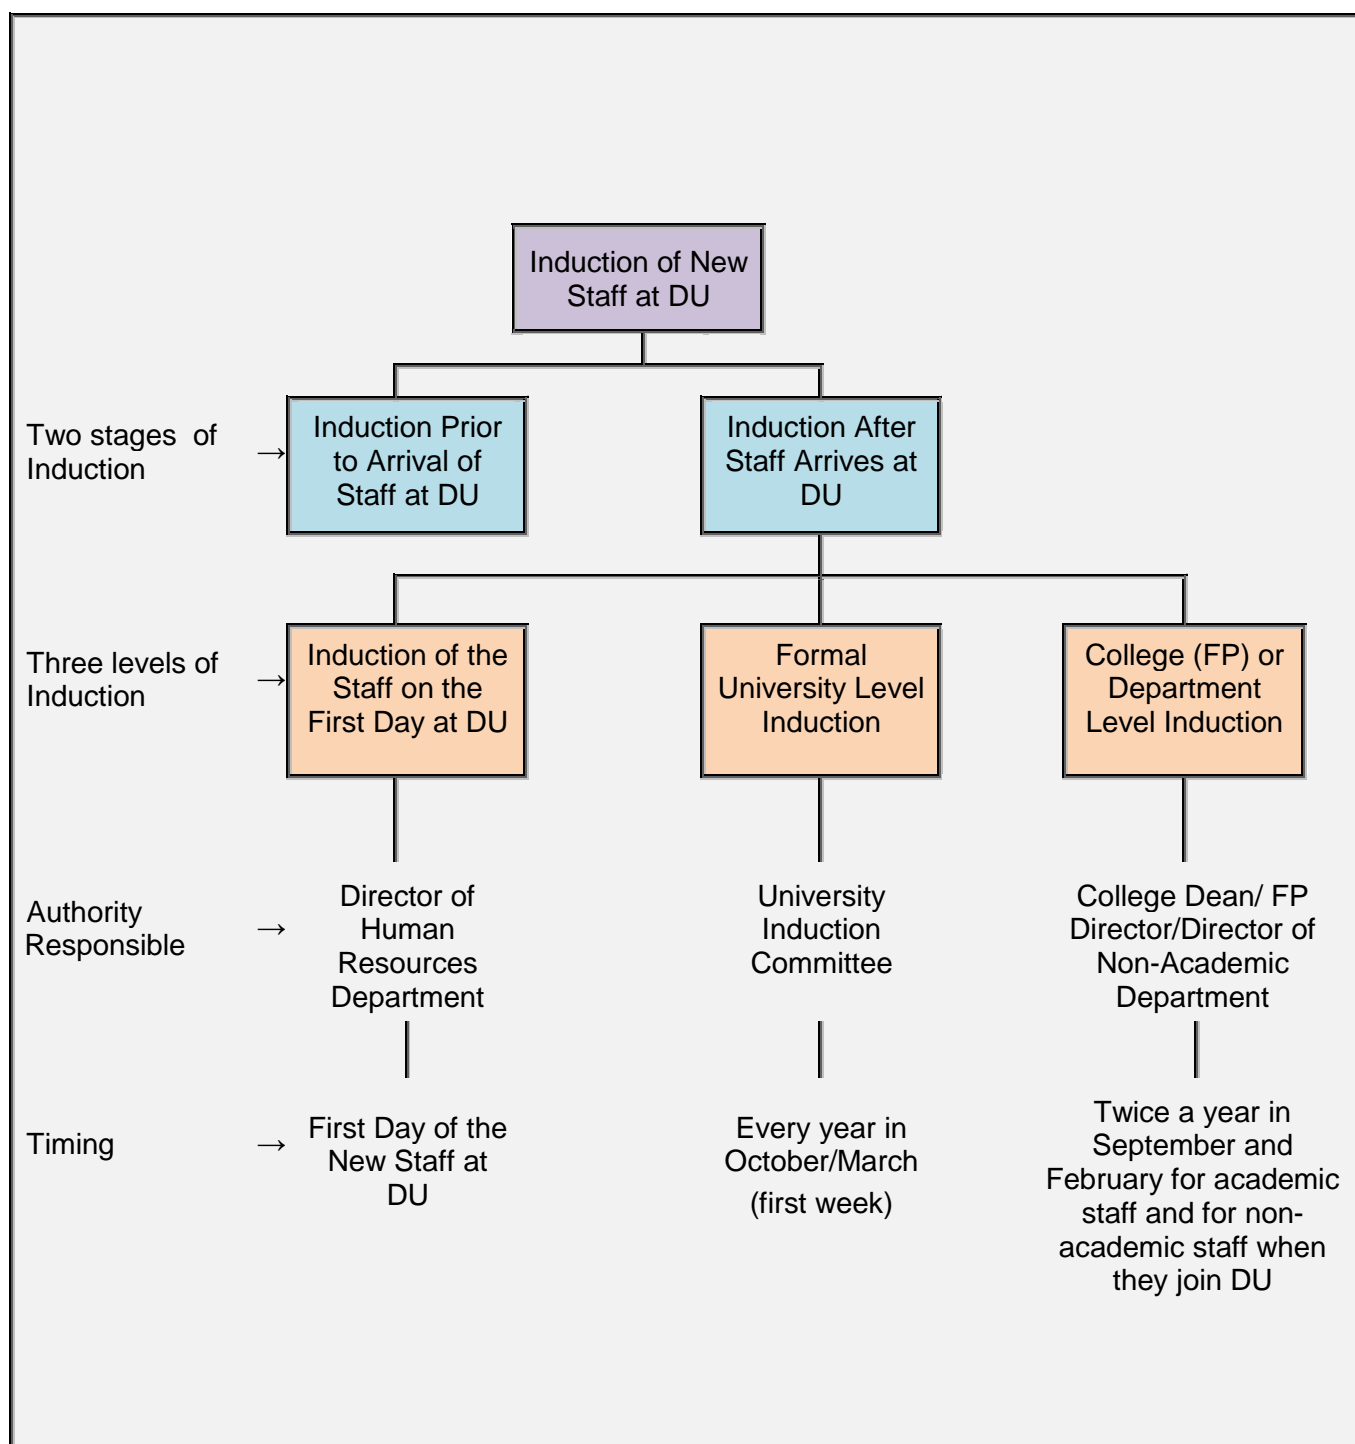 Induction of New
Staff at DU
Two stages of
Induction
→
Induction Prior
to Arrival of
Staff at DU
Induction After
Staff Arrives at
DU
Three levels of
Induction
→
Induction of the
Staff on the
First Day at DU
Formal
University Level
Induction
College (FP) or
Department
Level Induction
Authority
Responsible
→
Director of
Human
Resources
Department
University
Induction
Committee
College Dean/ FP
Director/Director of
Non-Academic
Department
Timing
→
First Day of the
New Staff at
DU
Every year in
October/March
(first week)
Twice a year in
September and
February for academic
staff and for non-
academic staff when
they join DU